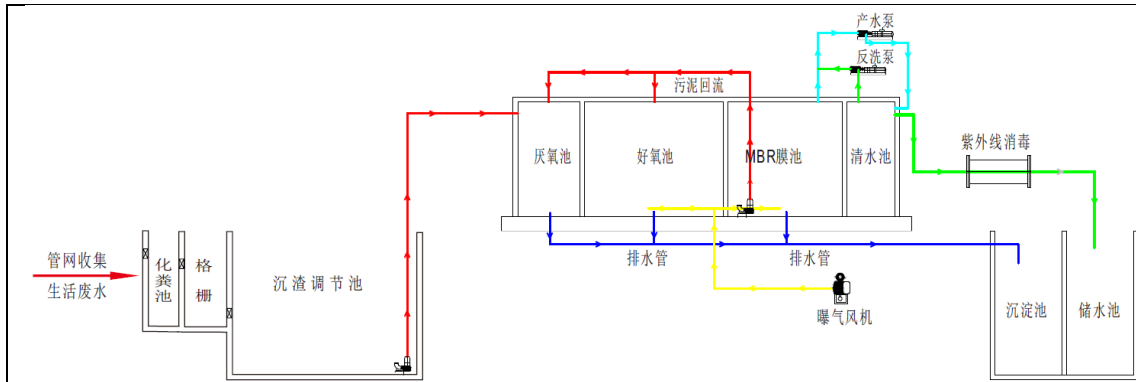 产水泵
反洗泵
污泥回流
厌氧池
好氧池
MBR膜池
清水池
紫外线消毒
管网收集
生活废水
化粪池
格栅
沉渣调节池
排水管
排水管
曝气风机
沉淀池
储水池